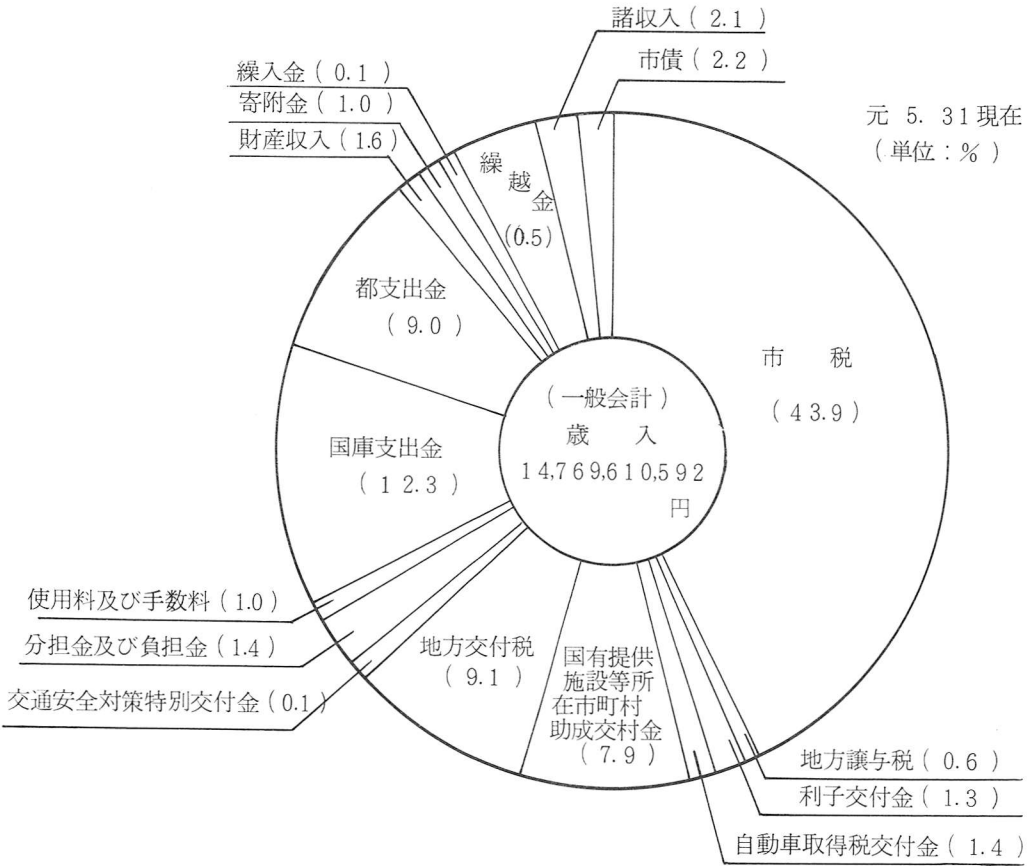 諸収入(2.1)
市債(2.2)
繰入金(0.1)
寄附金(1.0)
財産収入(1.6)
元 5. 31現在
(単位:%)
繰越金
(0.5)
都支出金
(9.0)
市 税
(43.9)
(一般会計)
歳 入
14,769,610,592
円
国庫支出金
(12.3)
使用料及び手数料(1.0)
分担金及び負担金(1.4)
交通安全対策特別交付金(0.1)
地方交付税
(9.1)
国有提供
施設等所
在市町村
助成交村金
(7.9)
地方譲与税(0.6)
利子交付金(1.3)
自動車取得税交付金(1.4)